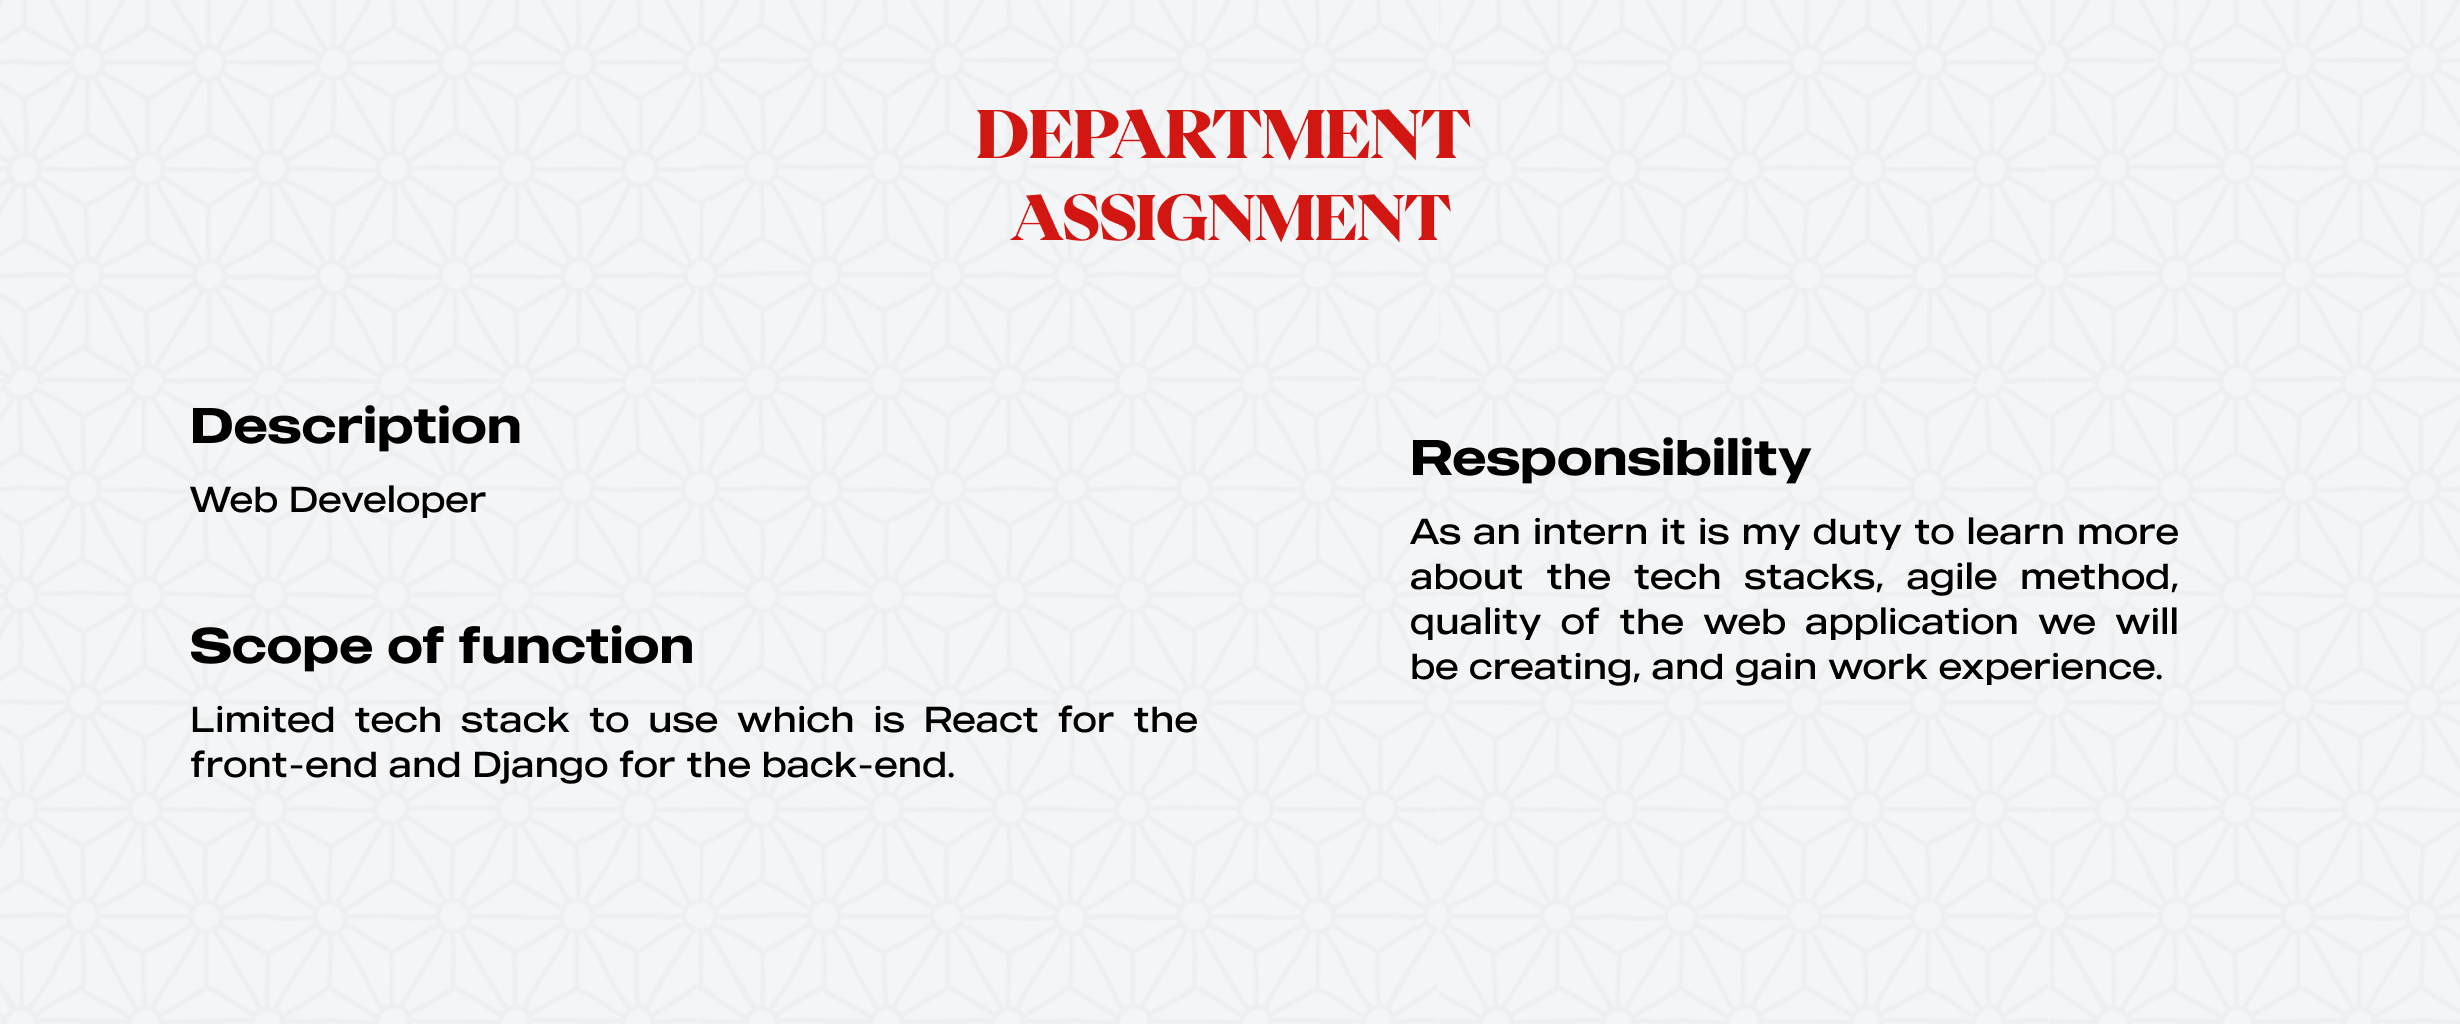 DEPARTMENT
ASSIGNMENT
Description
Web Developer
Scope of function
Limited tech stack to use which is React for the
front-end and Django for the back-end.
Responsibility
As an intern it is my duty to learn more
about the tech stacks, agile method,
quality of the web application we will
be creating, and gain work experience.